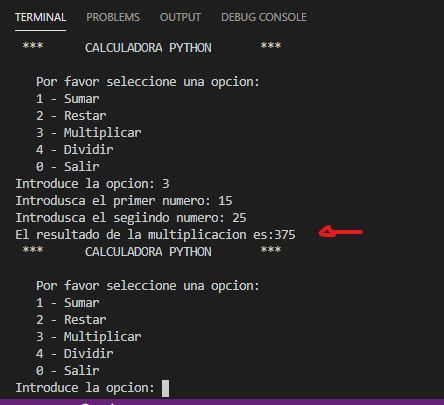 TERMINAL PROBLEMS OUTPUT DEBUG CONSOLE
*** CALCULADORA PYTHON ***
Por favor seleccione una opcion:
1 - Sumar
2 - Restar
3 - Multiplicar
4 - Dividir
0 - Salir
Introduce la opcion: 3
Introdusca el primer numero: 15
Introdusca el segiindo numero: 25
El resultado de la multiplicacion es:375
*** CALCULADORA PYTHON ***
Por favor seleccione una opcion:
1 - Sumar
2 - Restar
3 - Multiplicar
4 - Dividir
0 - Salir
Introduce la opcion: